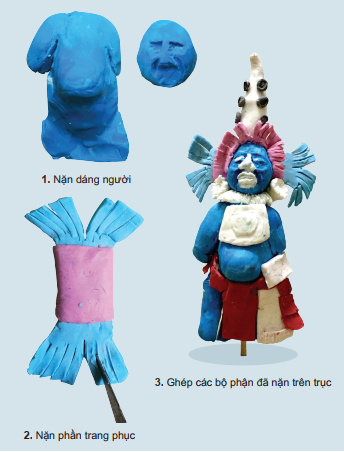 1. Nặn dáng người
2. Nặn phần trang phục
3. Ghép các bộ phận đã nặn trên trục